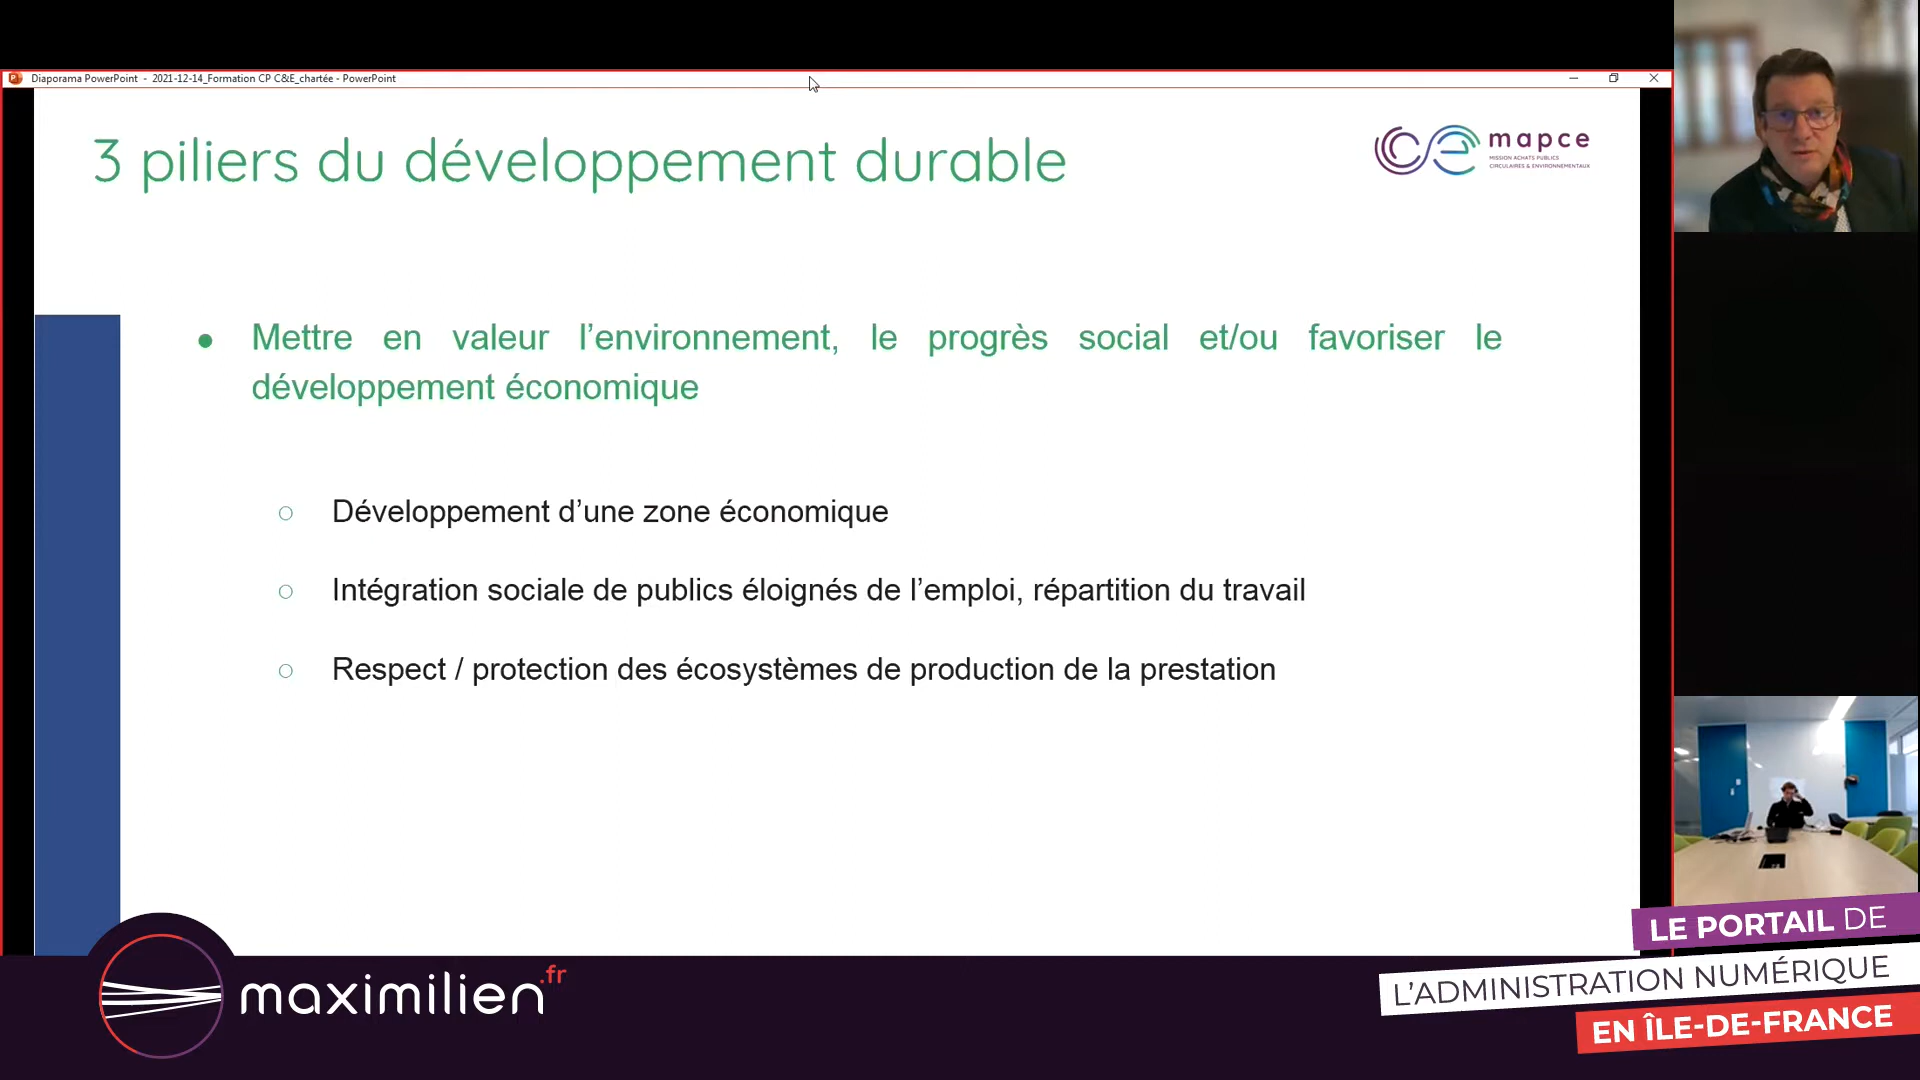 Diaporama PowerPoint - 2021-12-14_Formation CP C&E_chartée - PowerPoint
3 piliers du développement durable
mapce
MISSION ACHATS PUBLICS
CIRCULAIRES & ENVIRONNEMENTAUX
● Mettre en valeur l’environnement, le progrès social et/ou favoriser le
développement économique
○ Développement d’une zone économique
○ Intégration sociale de publics éloignés de l’emploi, répartition du travail
○ Respect / protection des écosystèmes de production de la prestation
maximilien.fr
LE PORTAIL DE
L’ADMINISTRATION NUMÉRIQUE
EN ÎLE-DE-FRANCE